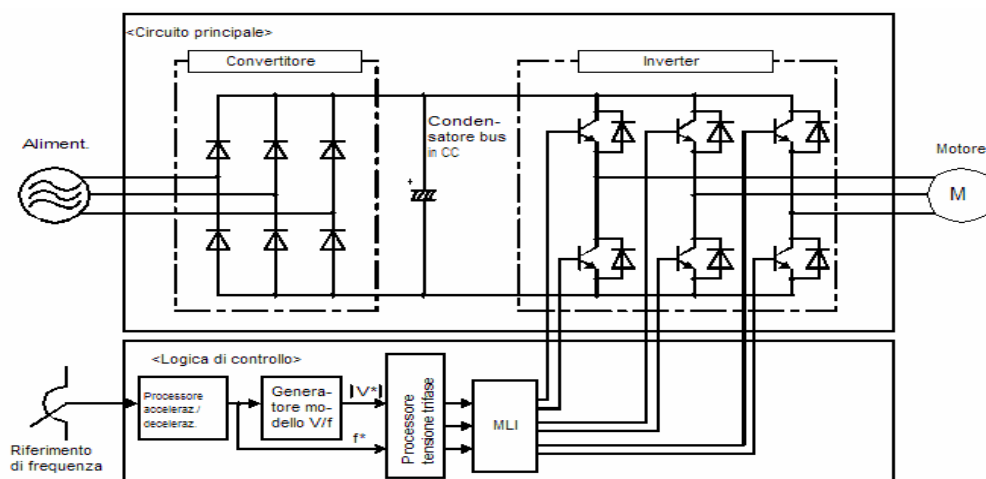 <Circuito principale>
Convertitore
Inverter
Aliment.
Conden-
satore bus
in CC
+
Motore
M
<Logica di controllo>
Processore
acceleraz./
deceleraz.
Genera-
tore mo-
dello V/f
|V*|
f*
Processore
tensione trifase
MLI
Riferimento
di frequenza